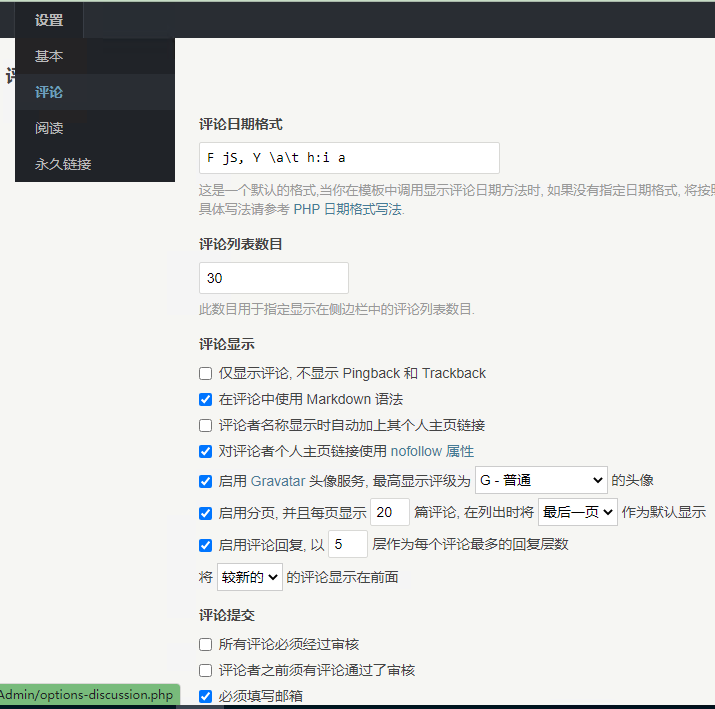 设置
基本
评论
阅读
永久链接
评论日期格式
F jS, Y \a\t h:i a
这是一个默认的格式,当你在模板中调用显示评论日期方法时, 如果没有指定日期格式, 将按
具体写法请参考 PHP 日期格式写法.
评论列表数目
30
此数目用于指定显示在侧边栏中的评论列表数目.
评论显示
仅显示评论, 不显示 Pingback 和 Trackback
在评论中使用 Markdown 语法
评论者名称显示时自动加上其个人主页链接
对评论者个人主页链接使用 nofollow 属性
启用 Gravatar 头像服务, 最高显示评级为 G - 普通 的头像
启用分页, 并且每页显示 20 篇评论, 在列出时将 最后一页 作为默认显示
启用评论回复, 以 5 层作为每个评论最多的回复层数
将 较新的 的评论显示在前面
评论提交
所有评论必须经过审核
评论者之前须有评论通过了审核
必须填写邮箱
Admin/options-discussion.php